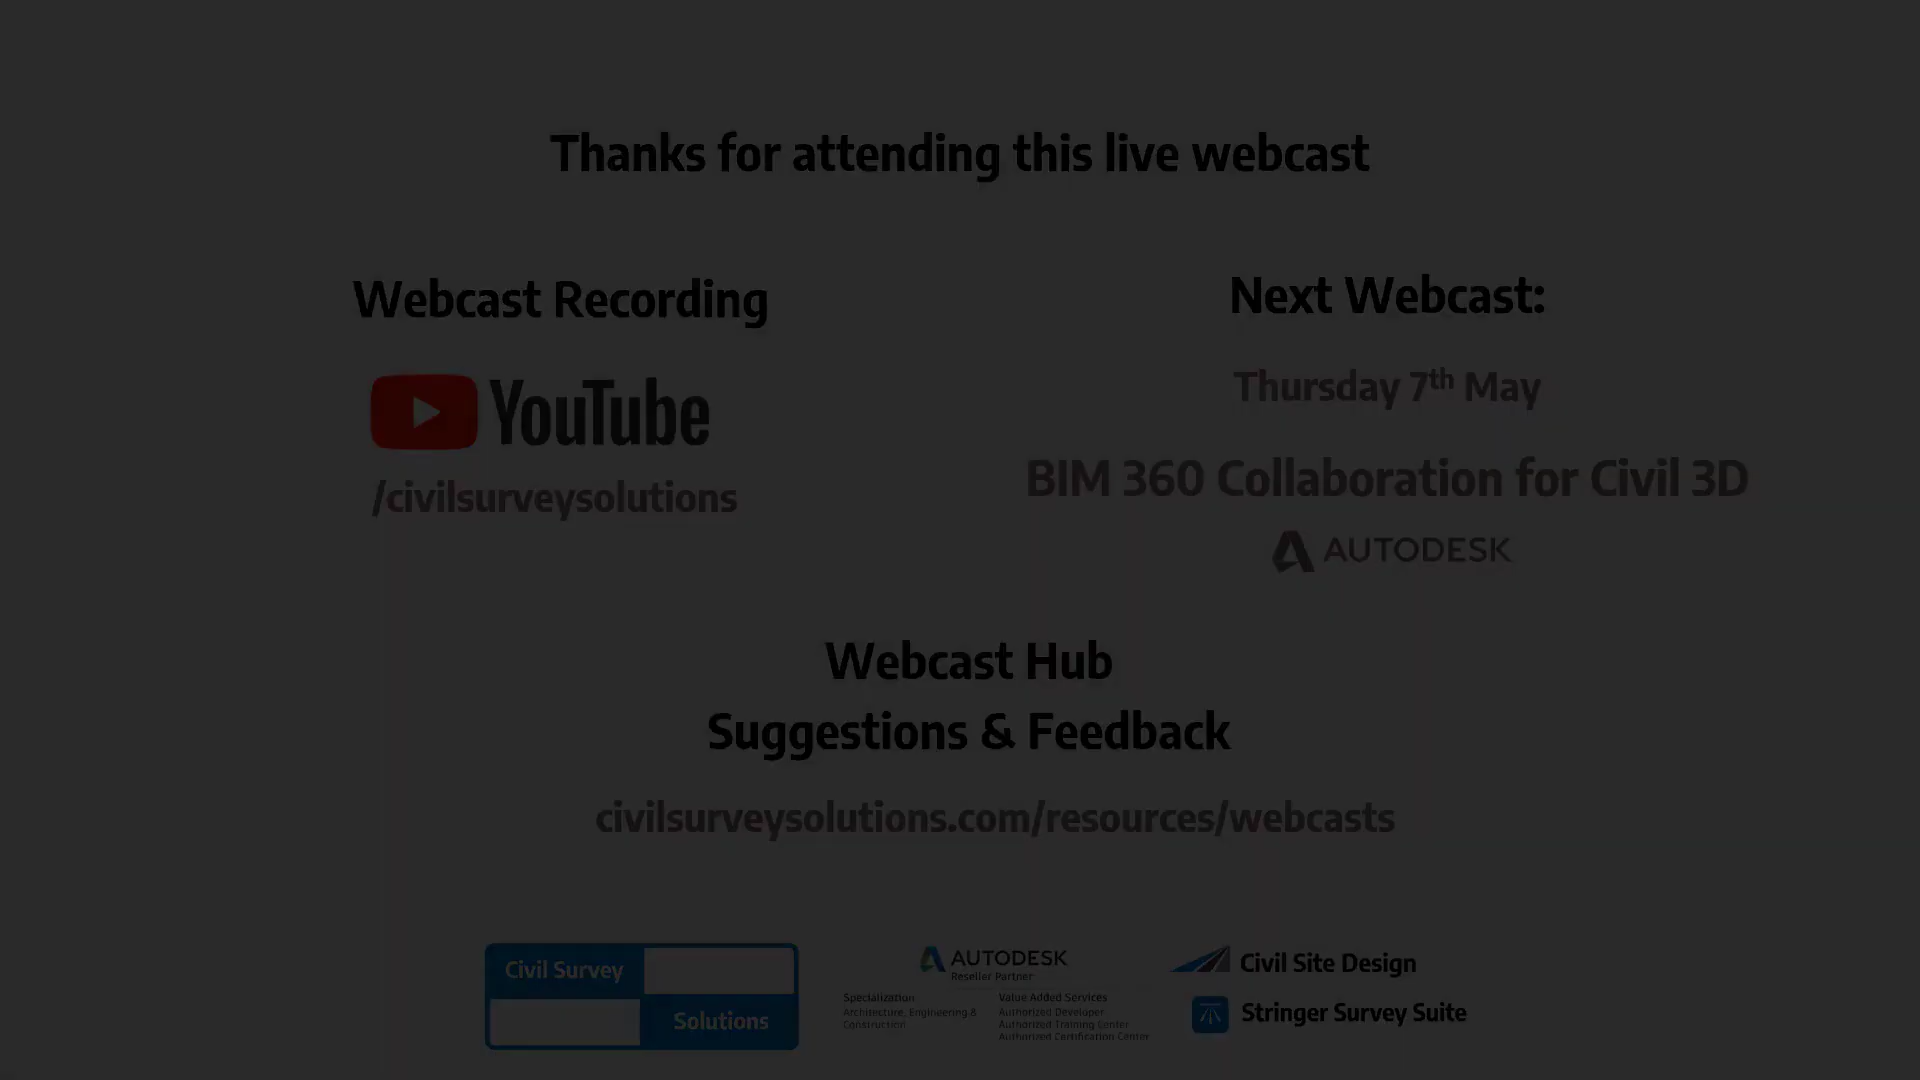 Thanks for attending this live webcast
Webcast Recording
YouTube
/civilsurveysolutions
Next Webcast:
Thursday 7th May
BIM 360 Collaboration for Civil 3D
AUTODESK
Webcast Hub
Suggestions & Feedback
civilsurveysolutions.com/resources/webcasts
Civil Survey
Solutions
AUTODESK
Reseller Partner
Specialization
Architecture, Engineering &
Construction
Value Added Services
Authorized Developer
Authorized Training Center
Authorized Certification Center
Civil Site Design
Stringer Survey Suite